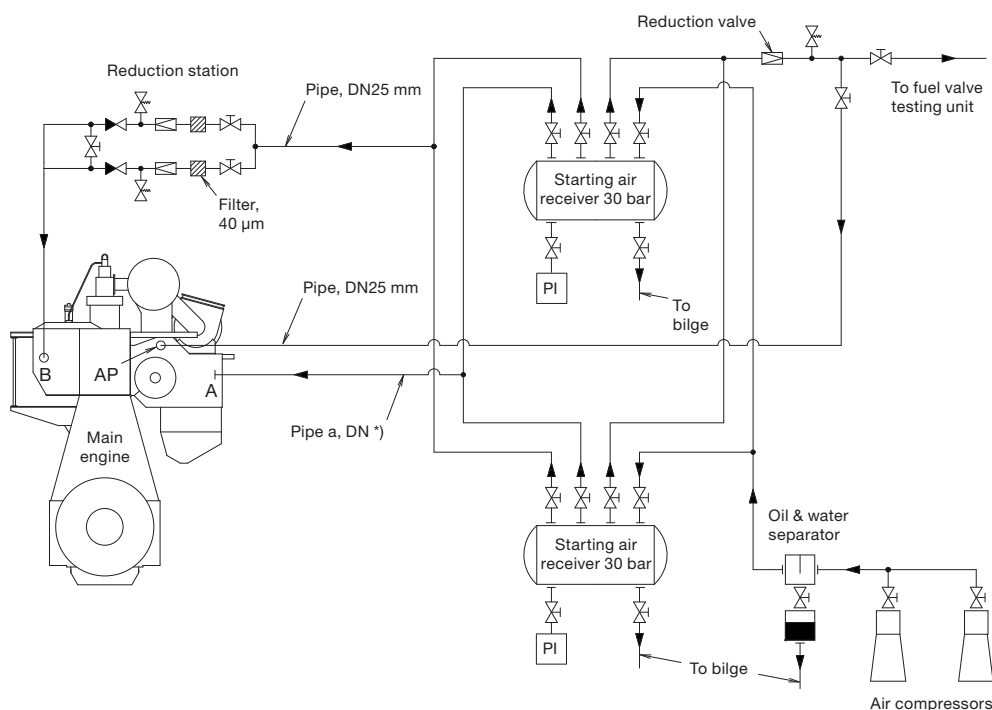 Reduction valve
Reduction station
Pipe, DN25 mm
To fuel valve
testing unit
Starting air
receiver 30 bar
Filter,
40 µm
PI
To
bilge
Pipe, DN25 mm
B
AP
A
Pipe a, DN *)
Main
engine
Oil & water
separator
Starting air
receiver 30 bar
PI
To bilge
Air compressors